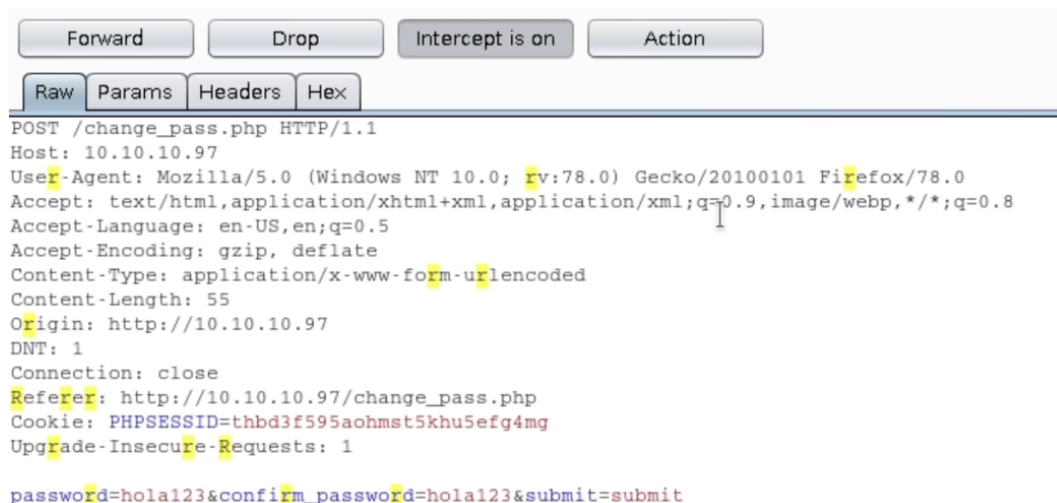 Forward Drop Intercept is on Action
Raw Params Headers Hex
POST /change_pass.php HTTP/1.1
Host: 10.10.10.97
User-Agent: Mozilla/5.0 (Windows NT 10.0; rv:78.0) Gecko/20100101 Firefox/78.0
Accept: text/html,application/xhtml+xml,application/xml;q=0.9,image/webp,*/*;q=0.8
Accept-Language: en-US,en;q=0.5
Accept-Encoding: gzip, deflate
Content-Type: application/x-www-form-urlencoded
Content-Length: 55
Origin: http://10.10.10.97
DNT: 1
Connection: close
Referer: http://10.10.10.97/change_pass.php
Cookie: PHPSESSID=thbd3f595aohmst5khu5efg4mg
Upgrade-Insecure-Requests: 1
password=hola123&confirm_password=hola123&submit=submit